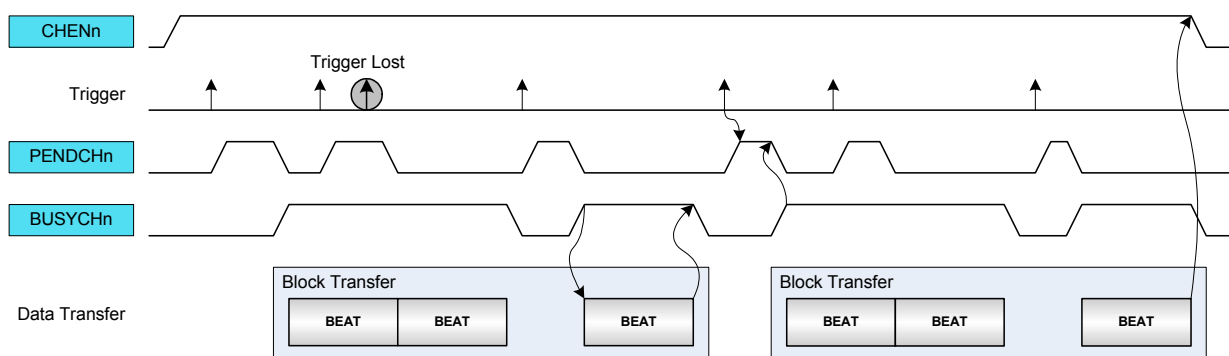 CHENn
Trigger Lost
Trigger
PENDCHn
BUSYCHn
Block Transfer
Block Transfer
Data Transfer
BEAT
BEAT
BEAT
BEAT
BEAT
BEAT